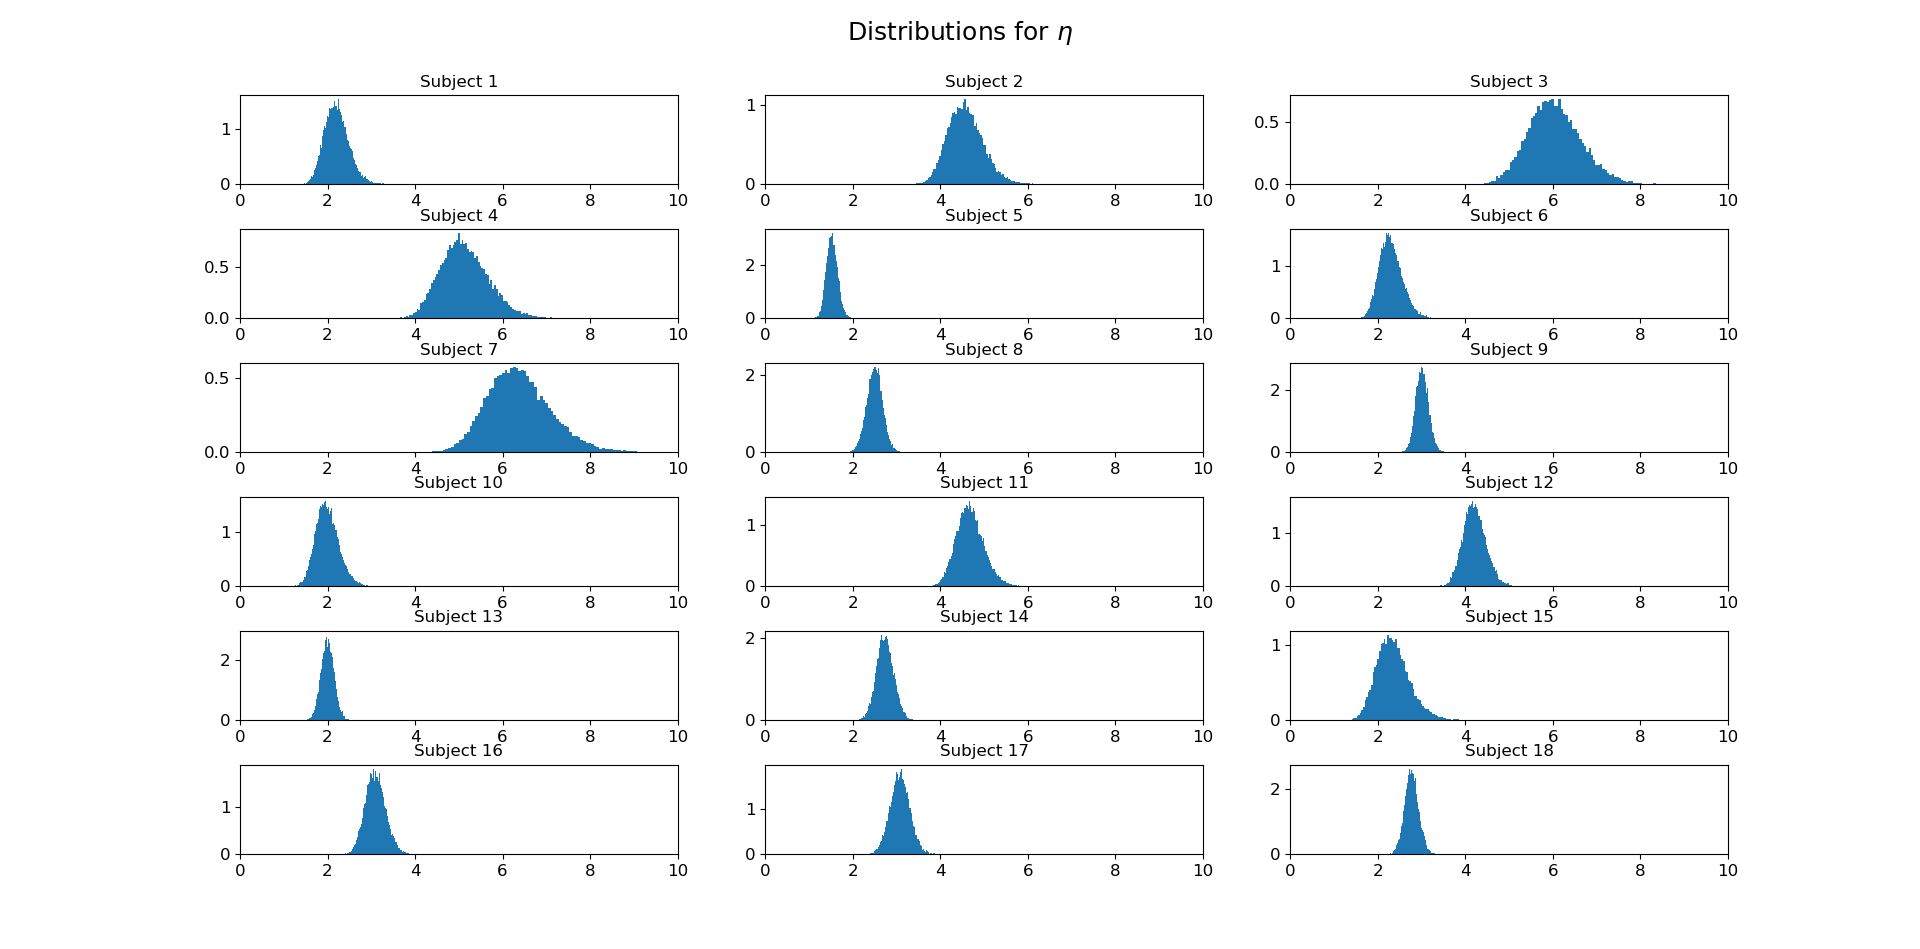 Distributions for η
Subject 1 Subject 2 Subject 3
1 1 0.5
0 0 0.0
0 2 4 6 8 10 0 2 4 6 8 10 0 2 4 6 8 10
Subject 4 Subject 5 Subject 6
0.5 2 1
0.0 0 0
0 2 4 6 8 10 0 2 4 6 8 10 0 2 4 6 8 10
Subject 7 Subject 8 Subject 9
0.5 2 2
0.0 0 0
0 2 4 6 8 10 0 2 4 6 8 10 0 2 4 6 8 10
Subject 10 Subject 11 Subject 12
1 1 1
0 0 0
0 2 4 6 8 10 0 2 4 6 8 10 0 2 4 6 8 10
Subject 13 Subject 14 Subject 15
2 2 1
0 0 0
0 2 4 6 8 10 0 2 4 6 8 10 0 2 4 6 8 10
Subject 16 Subject 17 Subject 18
1 1 2
0 0 0
0 2 4 6 8 10 0 2 4 6 8 10 0 2 4 6 8 10